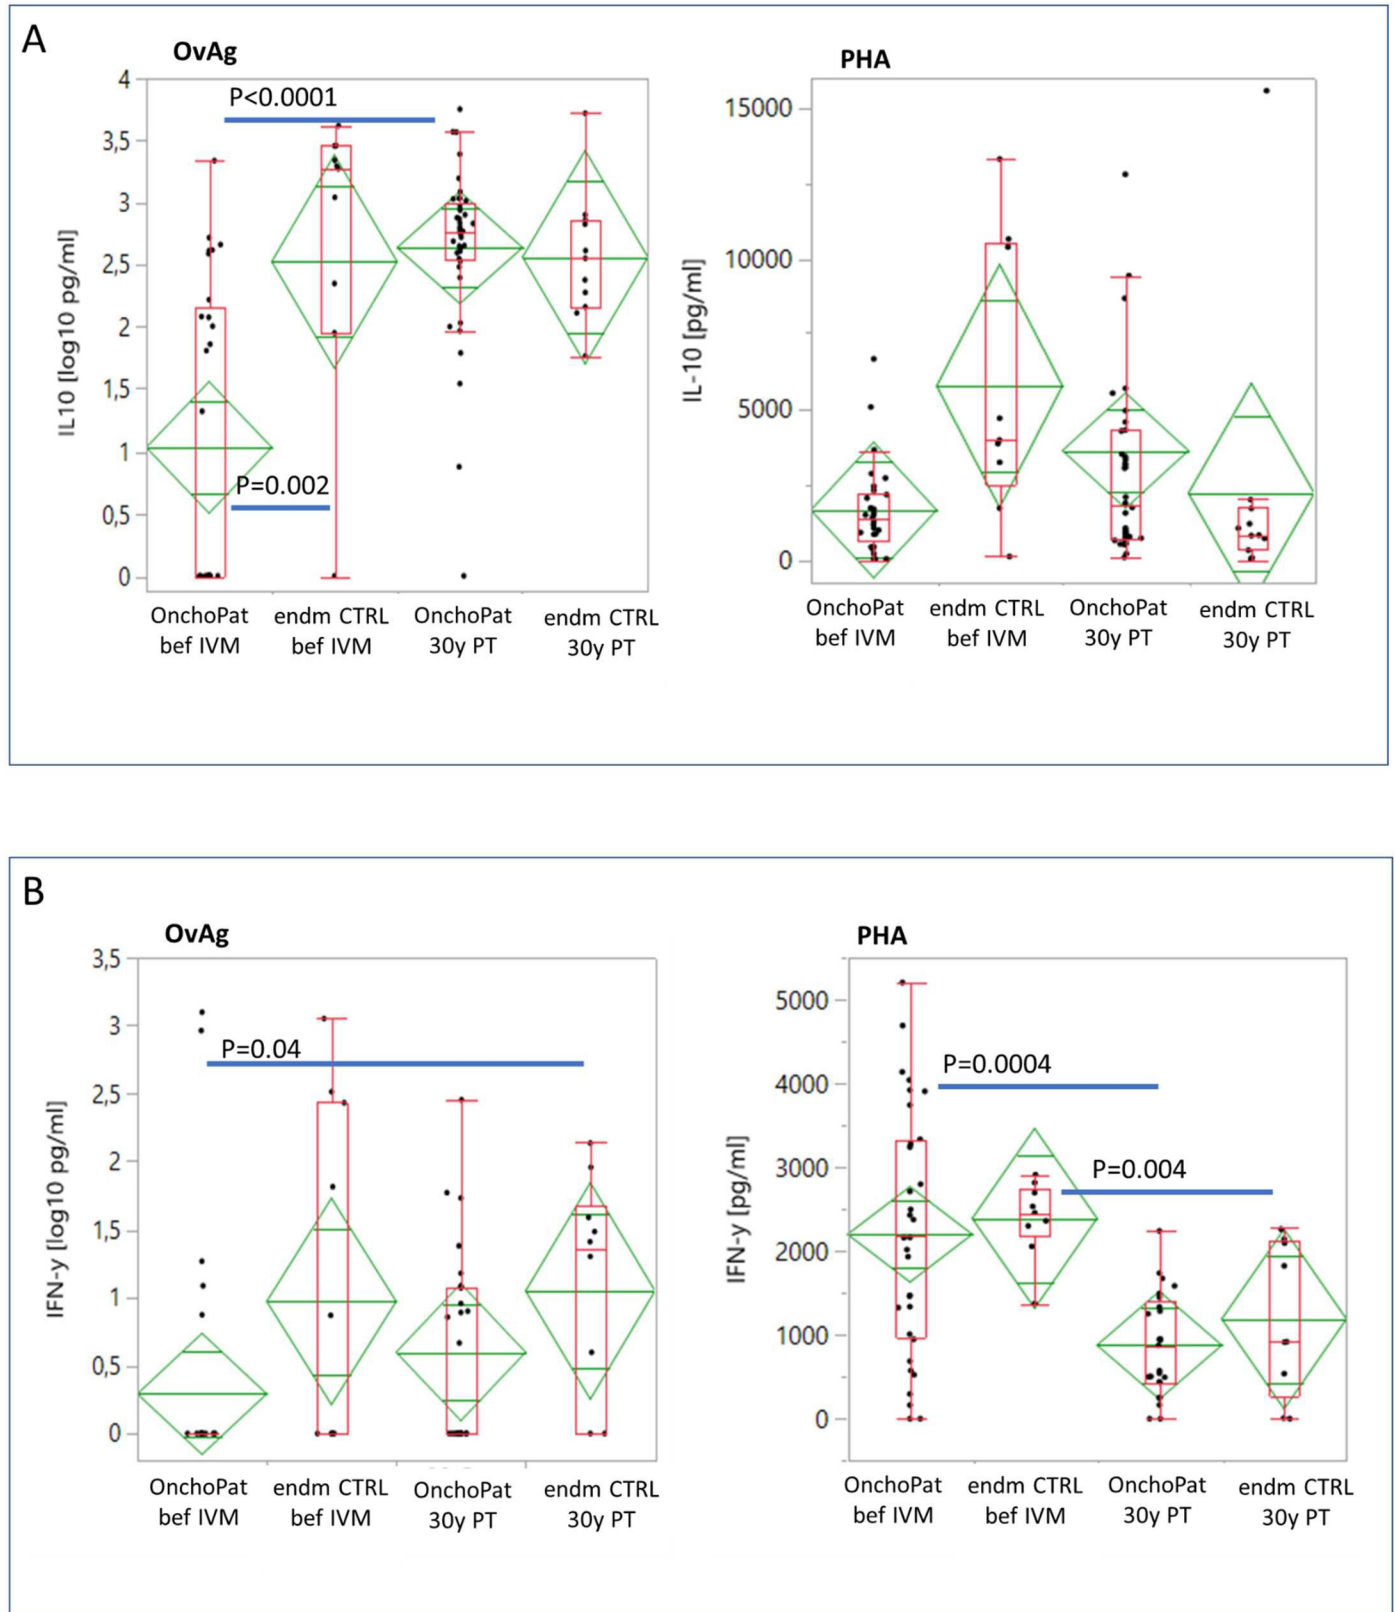 A
OvAg
P<0.0001
IL10 [log10 pg/ml]
4
3,5
3
2,5
2
1,5
1
0,5
0
P=0.002
OnchoPat
bef IVM
endm CTRL
bef IVM
OnchoPat
30y PT
endm CTRL
30y PT
PHA
IL-10 [pg/ml]
15000
10000
5000
0
OnchoPat
bef IVM
endm CTRL
bef IVM
OnchoPat
30y PT
endm CTRL
30y PT
B
OvAg
P=0.04
IFN-y [log10 pg/ml]
3,5
3
2,5
2
1,5
1
0,5
0
OnchoPat
bef IVM
endm CTRL
bef IVM
OnchoPat
30y PT
endm CTRL
30y PT
PHA
P=0.0004
P=0.004
IFN-y [pg/ml]
5000
4000
3000
2000
1000
0
OnchoPat
bef IVM
endm CTRL
bef IVM
OnchoPat
30y PT
endm CTRL
30y PT